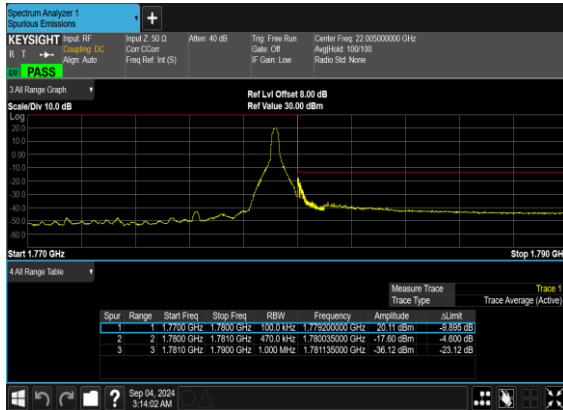 Spectrum Analyzer 1
Spurious Emissions
+
KEYSIGHT Input: RF Input Z: 50 Ω Atten: 40 dB Trig: Free Run Center Freq: 22.005000000 GHz
R T Coupling: DC Corr CCorr Gate: Off Avg|Hold: 100/100
Align: Auto Freq Ref: Int (S) IF Gain: Low Radio Std: None
PASS
3 All Range Graph
Ref Lvl Offset 8.00 dB
Scale/Div 10.0 dB Ref Value 30.00 dBm
Log
20.0
10.0
0.00
-10.0
-20.0
-30.0
-40.0
-50.0
-60.0
Start 1.770 GHz Stop 1.790 GH
4 All Range Table
Measure Trace Trace 1
Trace Type Trace Average (Active)
Spur Range Start Freq Stop Freq RBW Frequency Amplitude ΔLimit
1 1 1.7700 GHz 1.7800 GHz 100.0 kHz 1.779200000 GHz 20.11 dBm -9.895 dB
2 2 1.7800 GHz 1.7810 GHz 470.0 kHz 1.780035000 GHz -17.60 dBm -4.600 dB
3 3 1.7810 GHz 1.7900 GHz 1.000 MHz 1.781135000 GHz -36.12 dBm -23.12 dB
? Sep 04, 2024
3:14:02 AM